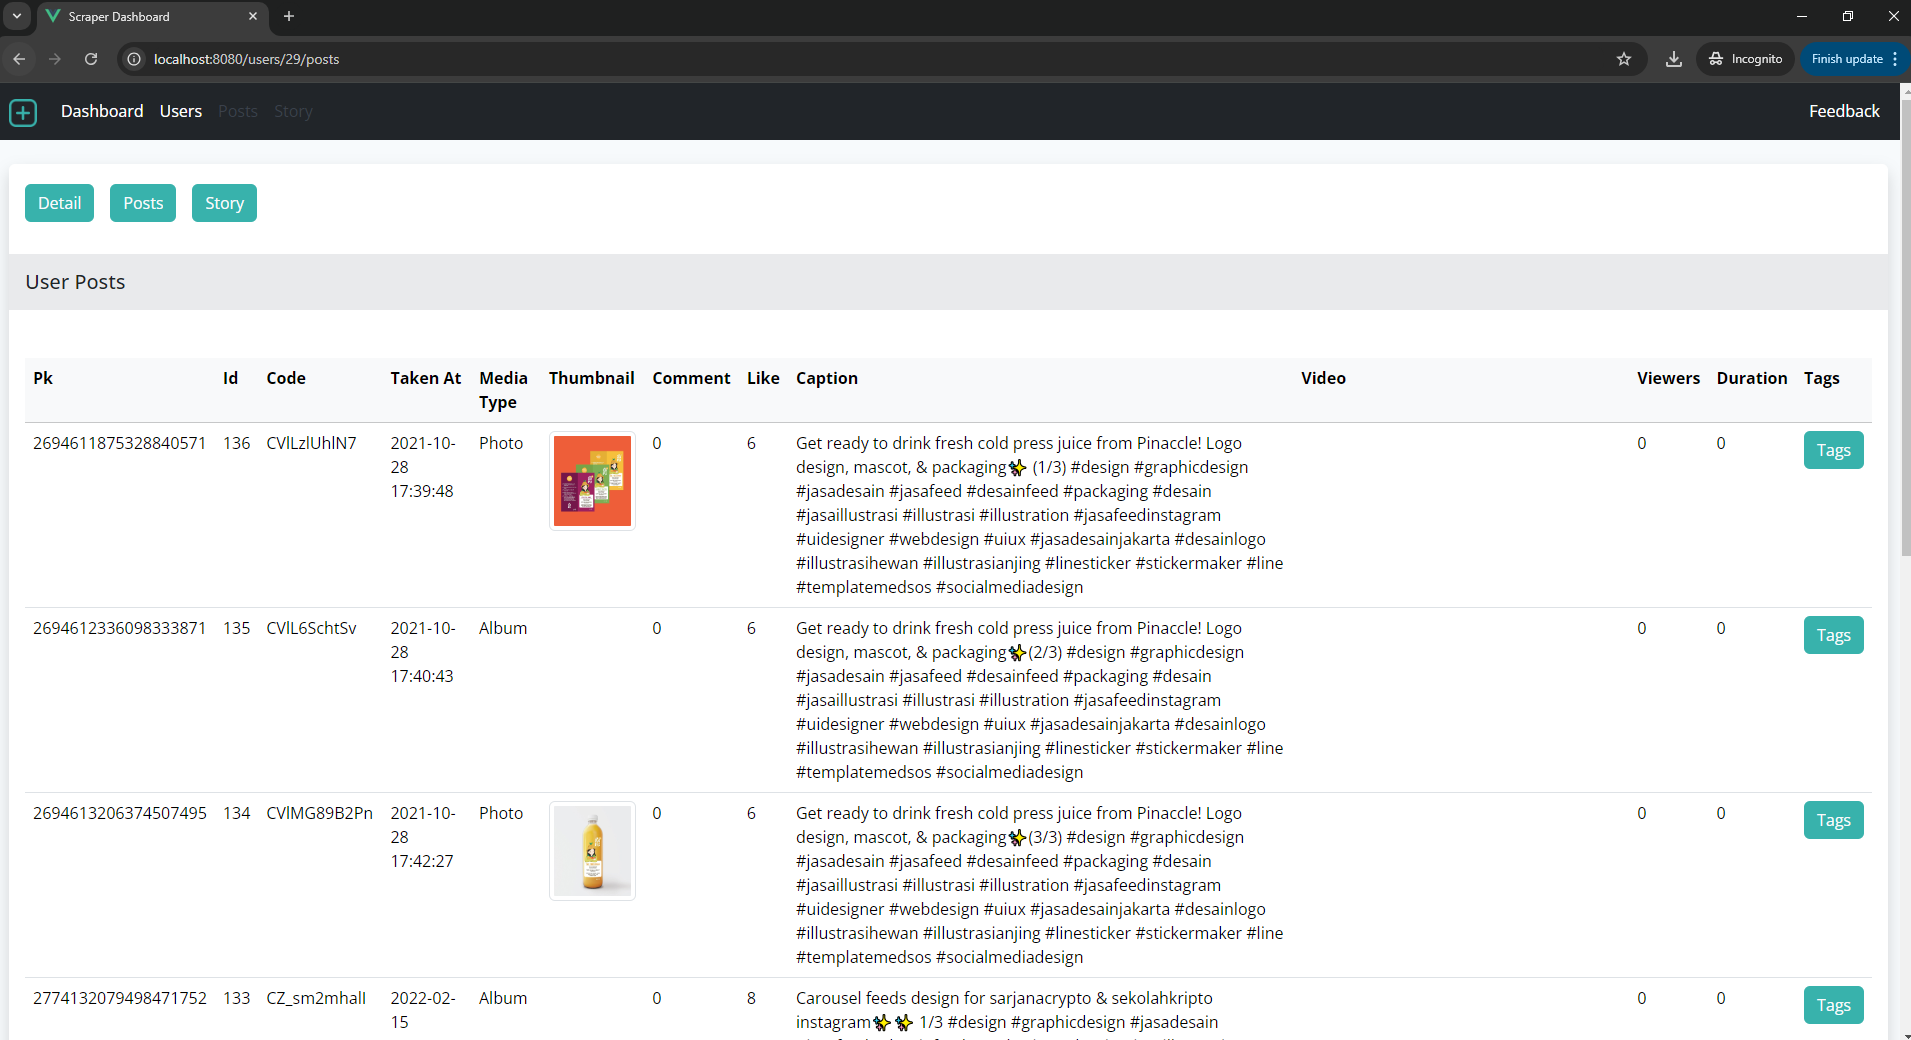 Scraper Dashboard
localhost:8080/users/29/posts
Incognito
Finish update
Dashboard Users Posts Story
Feedback
Detail Posts Story
User Posts
Pk Id Code Taken At Media Type Thumbnail Comment Like Caption Video Viewers Duration Tags
2694611875328840571 136 CVlLzlUhlN7 2021-10-28 17:39:48 Photo 0 6
Get ready to drink fresh cold press juice from Pinaccle! Logo
design, mascot, & packaging✨ (1/3) #design #graphicdesign
#jasadesain #jasafeed #desainfeed #packaging #desain
#jasaillustrasi #illustrasi #illustration #jasafeedinstagram
#uidesigner #webdesign #uiux #jasadesainjakarta #desainlogo
#illustrasihewan #illustrasianjing #linesticker #stickermaker #line
#templatemedsos #socialmediadesign
0 0 Tags
2694612336098333871 135 CVlL6SchtSv 2021-10-28 17:40:43 Album 0 6
Get ready to drink fresh cold press juice from Pinaccle! Logo
design, mascot, & packaging✨(2/3) #design #graphicdesign
#jasadesain #jasafeed #desainfeed #packaging #desain
#jasaillustrasi #illustrasi #illustration #jasafeedinstagram
#uidesigner #webdesign #uiux #jasadesainjakarta #desainlogo
#illustrasihewan #illustrasianjing #linesticker #stickermaker #line
#templatemedsos #socialmediadesign
0 0 Tags
2694613206374507495 134 CVlMG89B2Pn 2021-10-28 17:42:27 Photo 0 6
Get ready to drink fresh cold press juice from Pinaccle! Logo
design, mascot, & packaging✨(3/3) #design #graphicdesign
#jasadesain #jasafeed #desainfeed #packaging #desain
#jasaillustrasi #illustrasi #illustration #jasafeedinstagram
#uidesigner #webdesign #uiux #jasadesainjakarta #desainlogo
#illustrasihewan #illustrasianjing #linesticker #stickermaker #line
#templatemedsos #socialmediadesign
0 0 Tags
2774132079498471752 133 CZ_sm2mhalI 2022-02-15 Album 0 8
Carousel feeds design for sarjanacrypto & sekolahkripto
instagram✨✨ 1/3 #design #graphicdesign #jasadesain
0 0 Tags